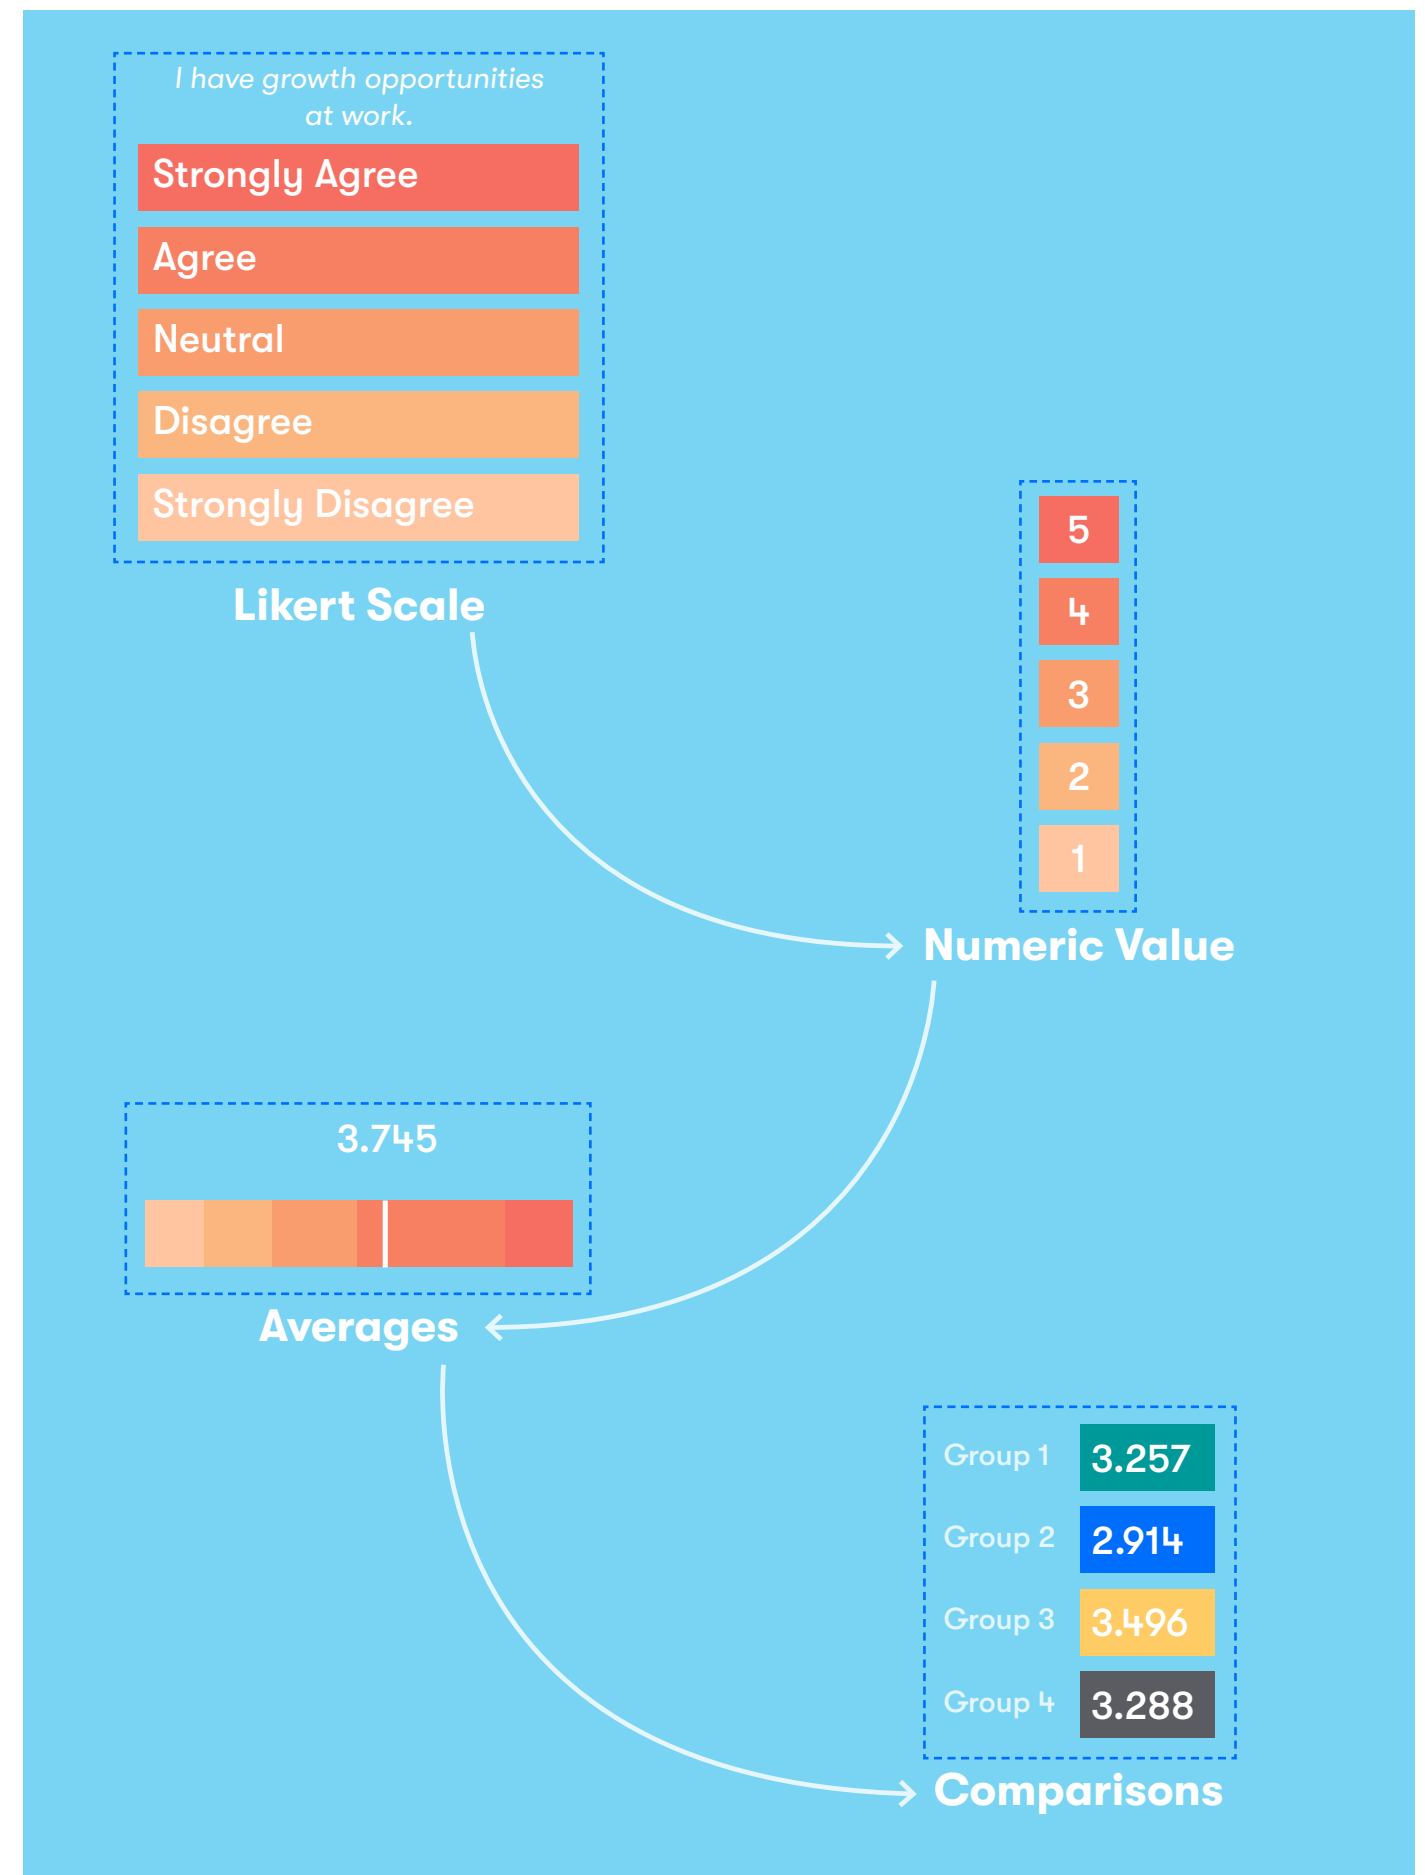 I have growth opportunities
at work.
Strongly Agree
Agree
Neutral
Disagree
Strongly Disagree
Likert Scale
5
4
3
2
1
Numeric Value
3.745
Averages
Group 1 3.257
Group 2 2.914
Group 3 3.496
Group 4 3.288
Comparisons